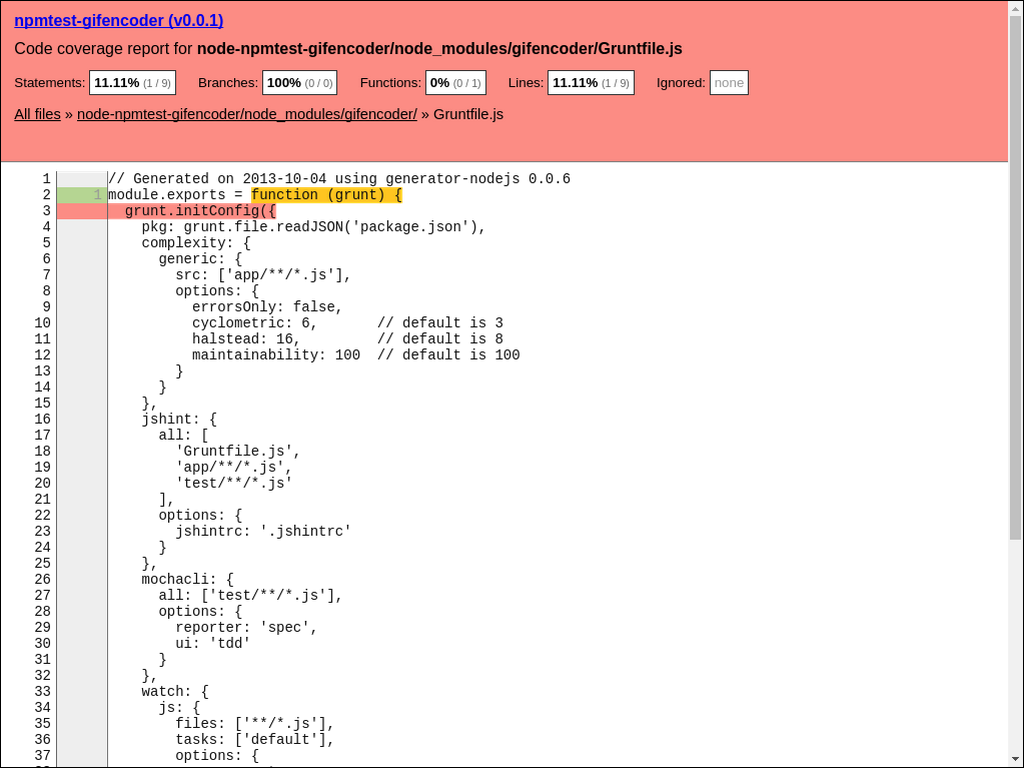 npmtest-gifencoder (v0.0.1)
Code coverage report for node-npmtest-gifencoder/node_modules/gifencoder/Gruntfile.js
Statements: 11.11% (1 / 9) Branches: 100% (0 / 0) Functions: 0% (0 / 1) Lines: 11.11% (1 / 9) Ignored: none
All files » node-npmtest-gifencoder/node_modules/gifencoder/ » Gruntfile.js
1 // Generated on 2013-10-04 using generator-nodejs 0.0.6
2 1 module.exports = function (grunt) {
3 grunt.initConfig({
4 pkg: grunt.file.readJSON('package.json'),
5 complexity: {
6 generic: {
7 src: ['app/**/*.js'],
8 options: {
9 errorsOnly: false,
10 cyclometric: 6, // default is 3
11 halstead: 16, // default is 8
12 maintainability: 100 // default is 100
13 }
14 }
15 },
16 jshint: {
17 all: [
18 'Gruntfile.js',
19 'app/**/*.js',
20 'test/**/*.js'
21 ],
22 options: {
23 jshintrc: '.jshintrc'
24 }
25 },
26 mochacli: {
27 all: ['test/**/*.js'],
28 options: {
29 reporter: 'spec',
30 ui: 'tdd'
31 }
32 },
33 watch: {
34 js: {
35 files: ['**/*.js'],
36 tasks: ['default'],
37 options: {